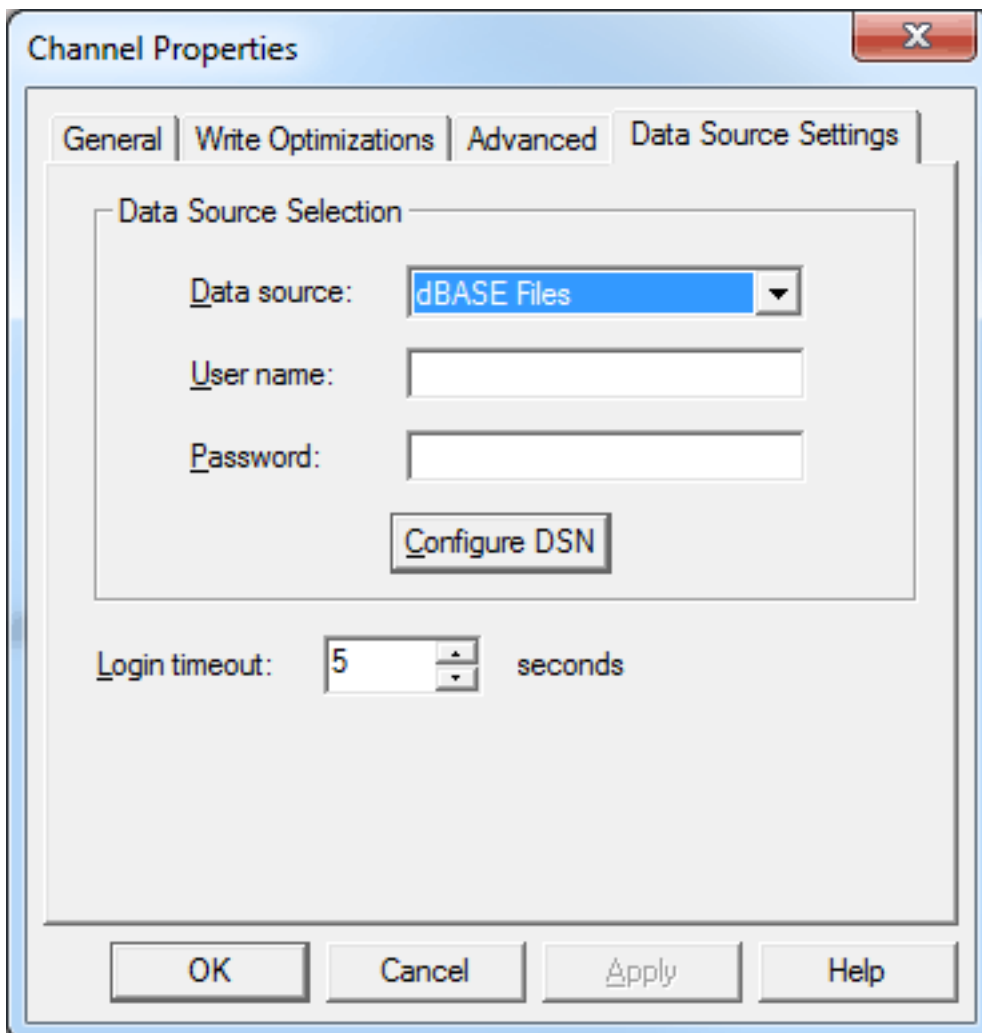 Channel Properties
General Write Optimizations Advanced Data Source Settings
Data Source Selection
Data source: dBASE Files
User name:
Password:
Configure DSN
Login timeout: 5 seconds
OK Cancel Apply Help